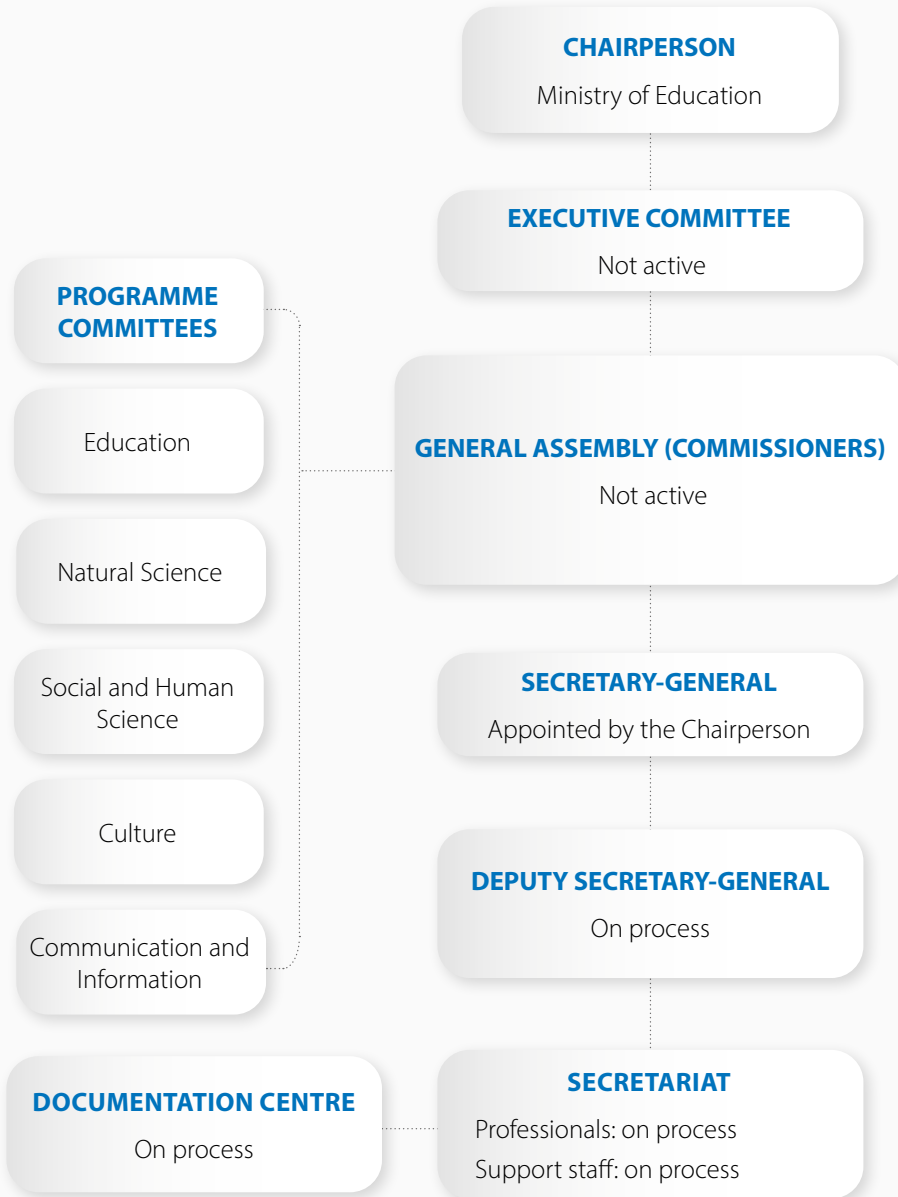 CHAIRPERSON
Ministry of Education
EXECUTIVE COMMITTEE
Not active
PROGRAMME
COMMITTEES
Education
Natural Science
Social and Human
Science
Culture
Communication and
Information
GENERAL ASSEMBLY (COMMISSIONERS)
Not active
SECRETARY-GENERAL
Appointed by the Chairperson
DEPUTY SECRETARY-GENERAL
On process
DOCUMENTATION CENTRE
On process
SECRETARIAT
Professionals: on process
Support staff: on process